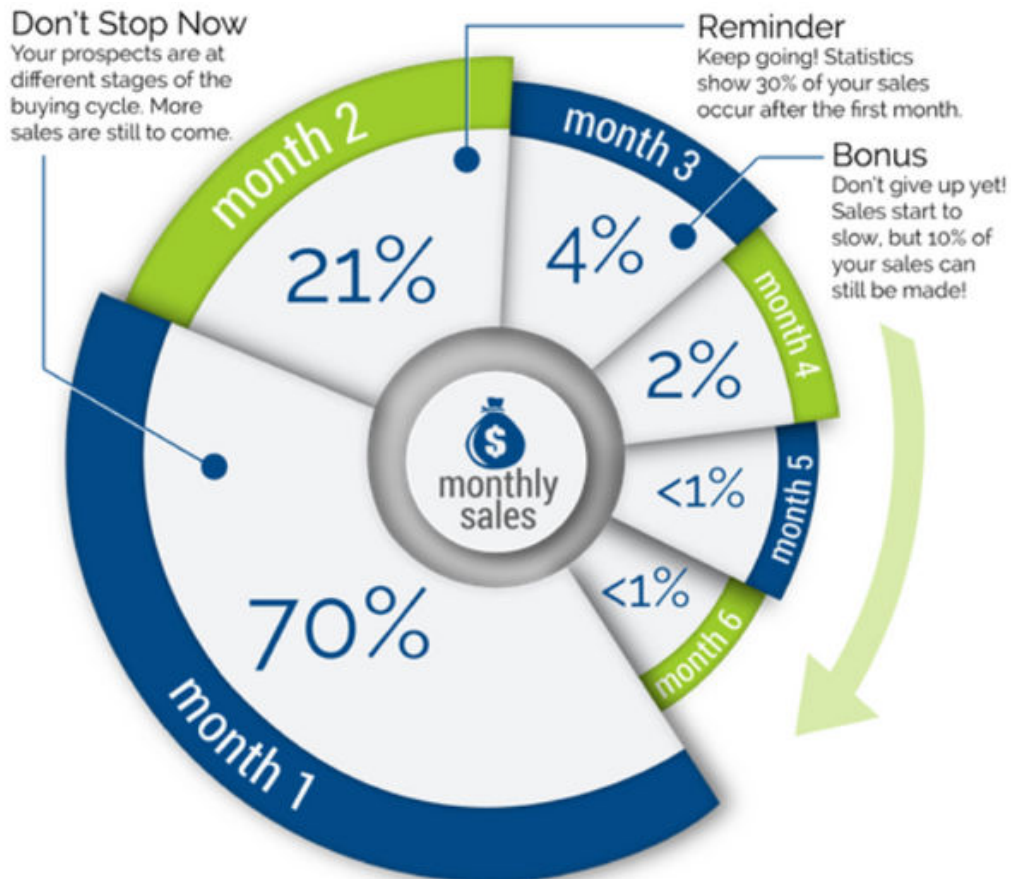 Don't Stop Now
Your prospects are at
different stages of the
buying cycle. More
sales are still to come.
Reminder
Keep going! Statistics
show 30% of your sales
occur after the first month.
Bonus
Don't give up yet!
Sales start to
slow, but 10% of
your sales can
still be made!
month 1
70%
month 2
21%
month 3
4%
month 4
2%
month 5
<1%
month 6
<1%
$
monthly
sales